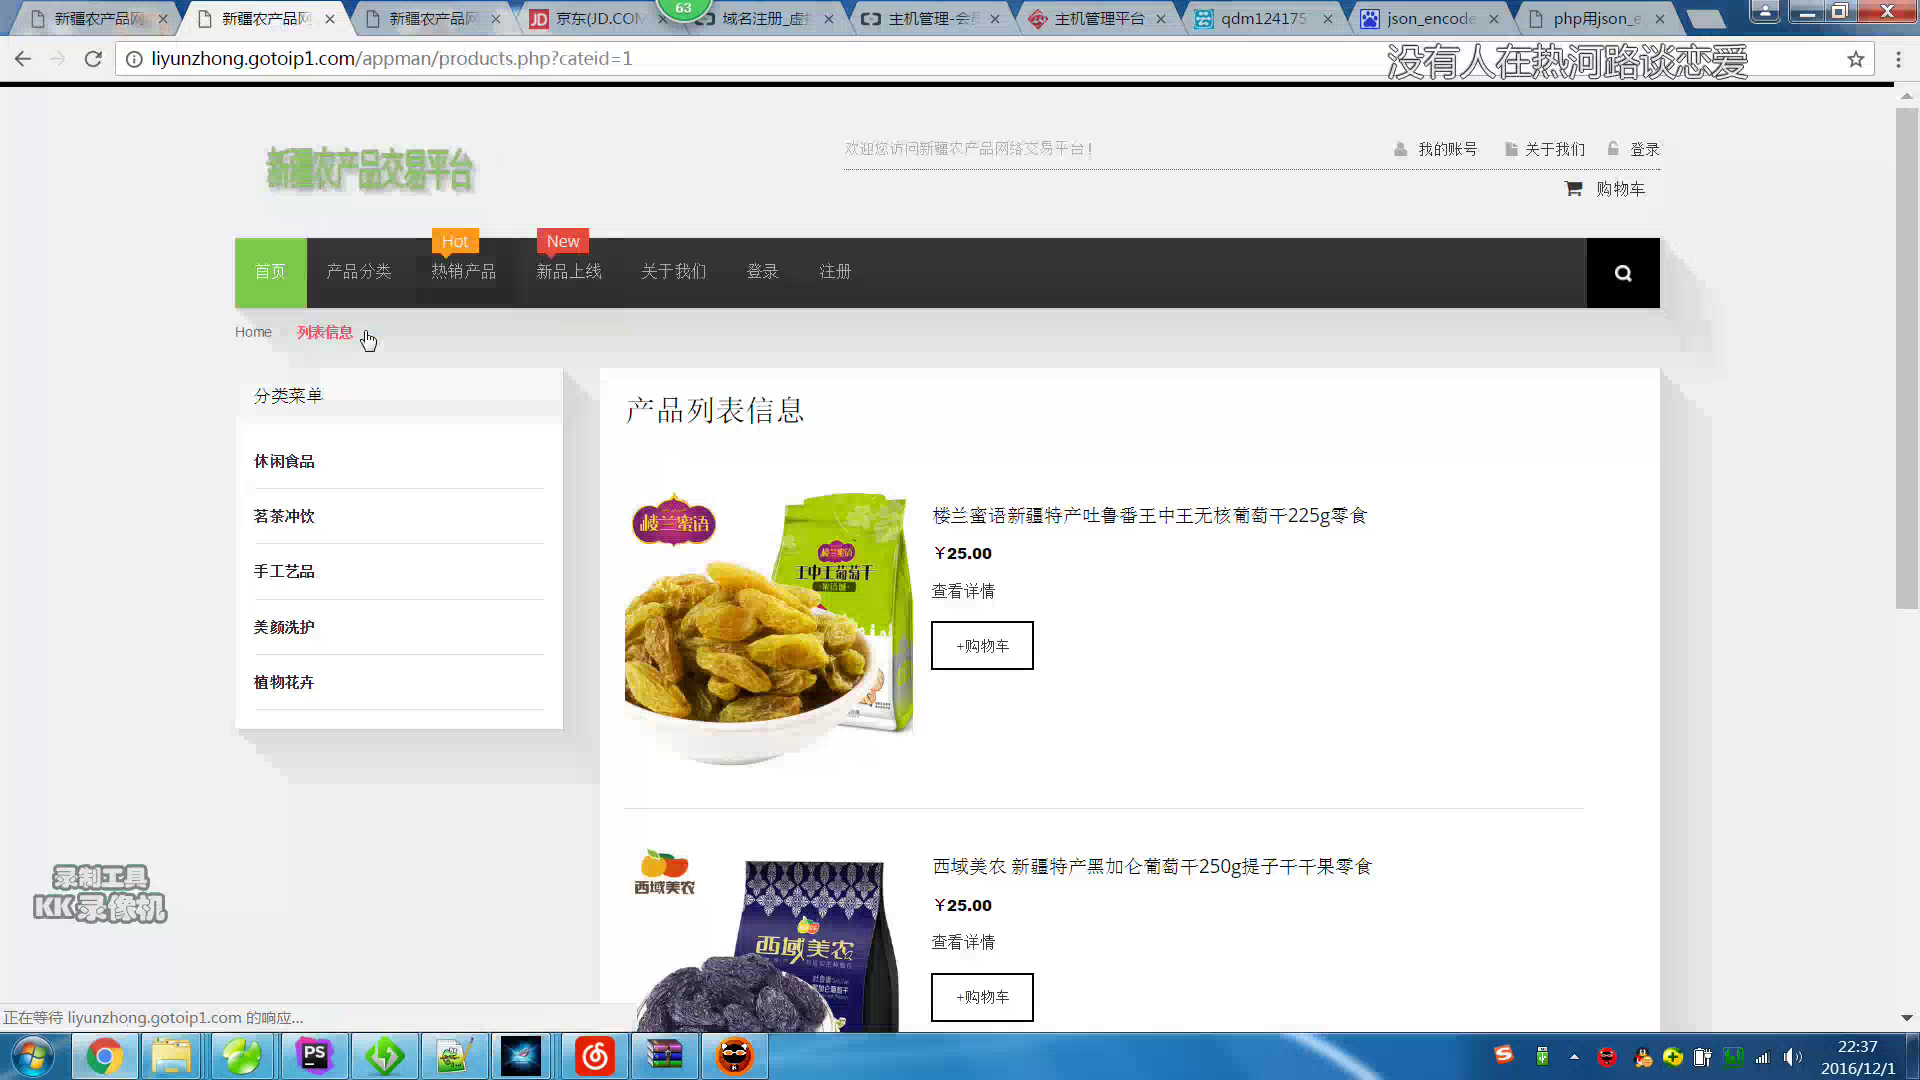 新疆农产品网
新疆农产品网
新疆农产品网
京东(JD.COM
63
域名注册_虚
主机管理-会
主机管理平台
qdm124175
json_encode
php用json_e
liyunzhong.gotoip1.com/appman/products.php?cateid=1
没有人在热河路谈恋爱
新疆农产品交易平台
欢迎您访问新疆农产品网络交易平台！
我的账号
关于我们
登录
购物车
Hot
New
首页
产品分类
热销产品
新品上线
关于我们
登录
注册
Home
列表信息
分类菜单
休闲食品
茗茶冲饮
手工艺品
美颜洗护
植物花卉
产品列表信息
楼兰蜜语
楼兰蜜语
王中王葡萄干
楼兰蜜语新疆特产吐鲁番王中王无核葡萄干225g零食
¥25.00
查看详情
+购物车
西域美农
西域美农
西域美农 新疆特产黑加仑葡萄干250g提子干干果零食
¥25.00
查看详情
+购物车
录制工具
KK录像机
正在等待 liyunzhong.gotoip1.com 的响应...
22:37
2016/12/1